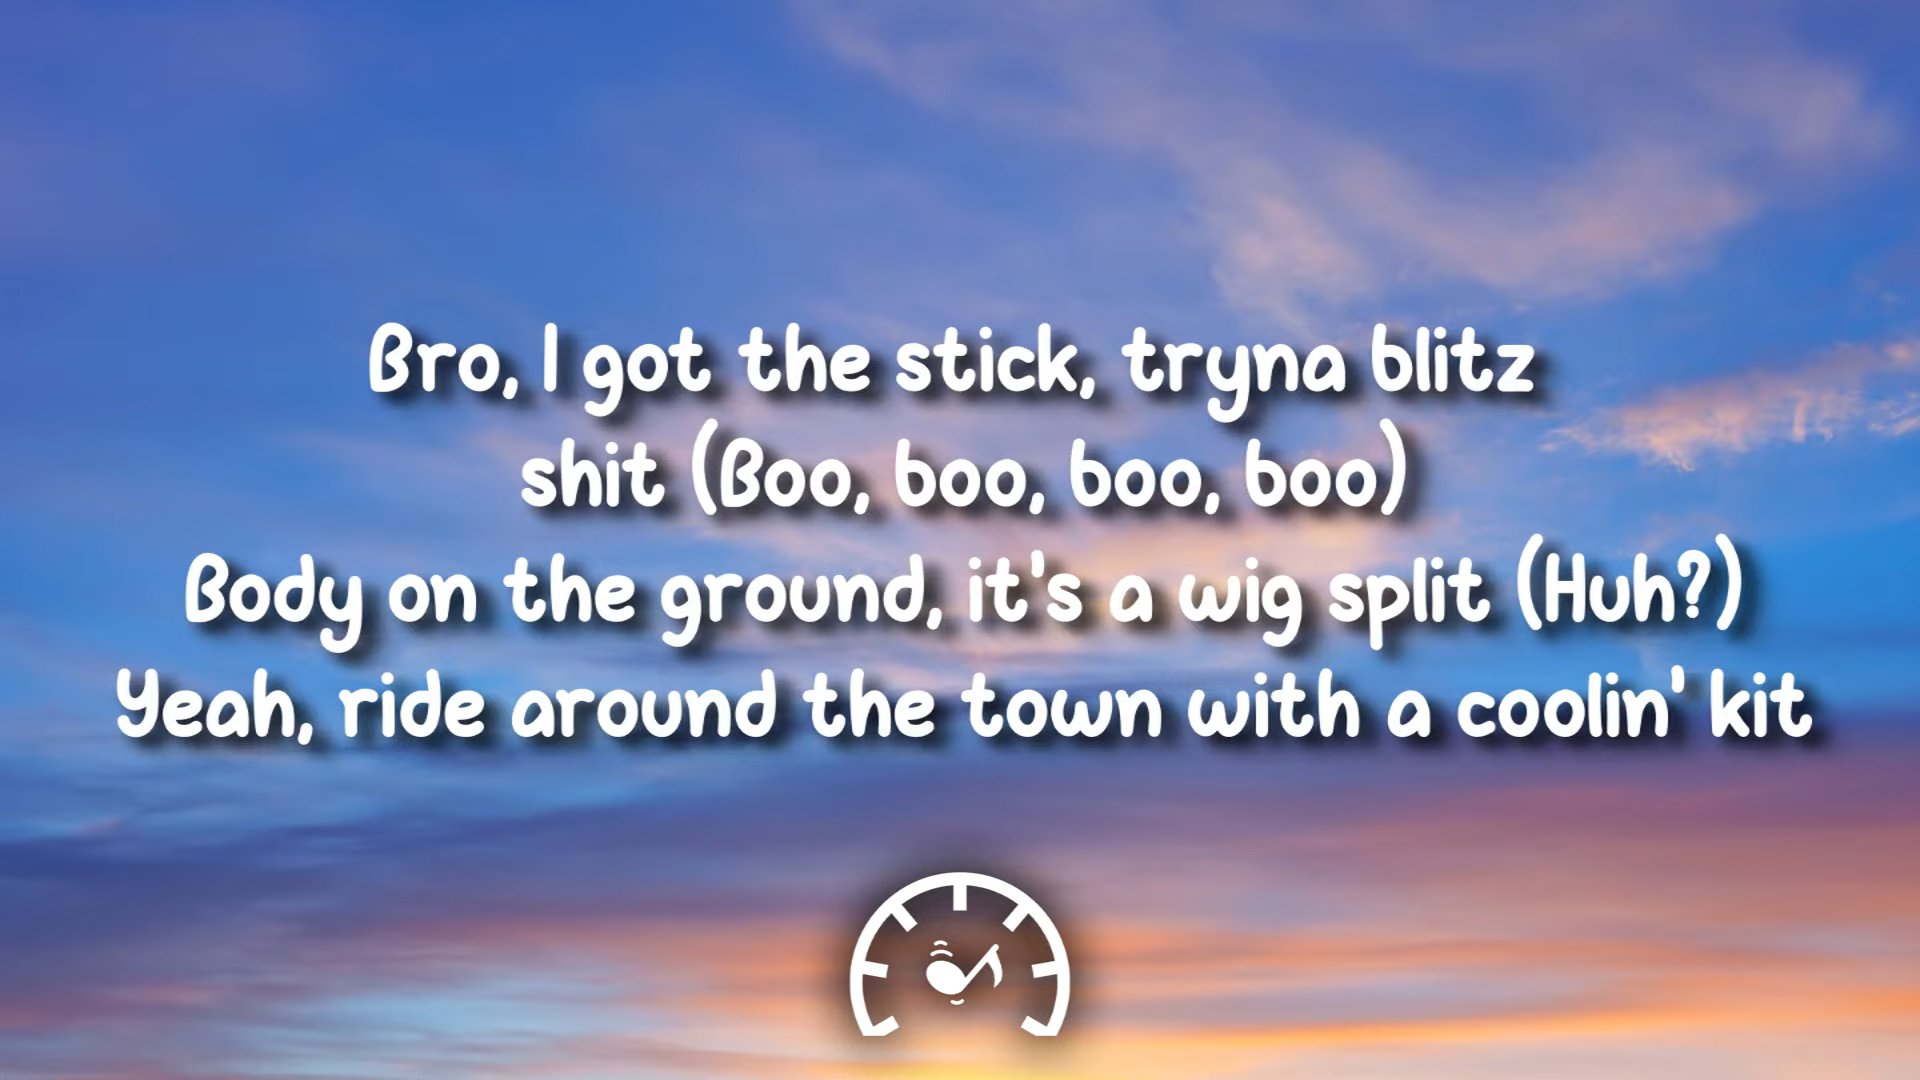 Bro, I got the stick, tryna blitz
shit (Boo, boo, boo, boo)
Body on the ground, it's a wig split (Huh?)
Yeah, ride around the town with a coolin' kit